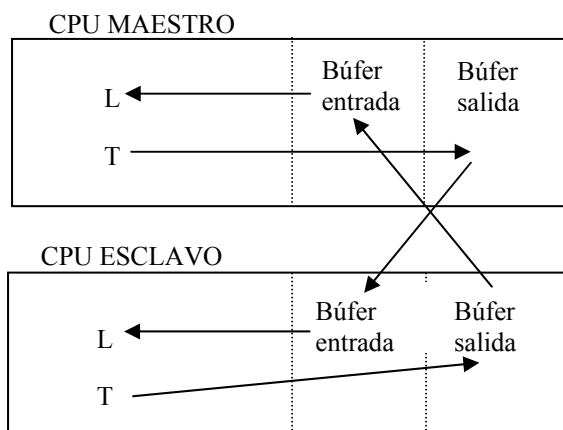 CPU MAESTRO
L
Búfer
entrada
Búfer
salida
T
CPU ESCLAVO
L
Búfer
entrada
Búfer
salida
T